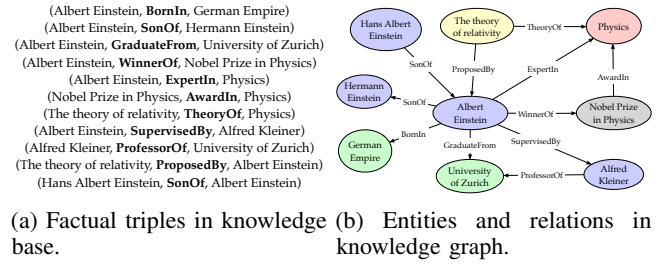 (Albert Einstein, BornIn, German Empire)
(Albert Einstein, SonOf, Hermann Einstein)
(Albert Einstein, GraduateFrom, University of Zurich)
(Albert Einstein, WinnerOf, Nobel Prize in Physics)
(Albert Einstein, ExpertIn, Physics)
(Nobel Prize in Physics, AwardIn, Physics)
(The theory of relativity, TheoryOf, Physics)
(Albert Einstein, SupervisedBy, Alfred Kleiner)
(Alfred Kleiner, ProfessorOf, University of Zurich)
(The theory of relativity, ProposedBy, Albert Einstein)
(Hans Albert Einstein, SonOf, Albert Einstein)
(a) Factual triples in knowledge
base.
Hans Albert
Einstein
The theory
of relativity
TheoryOf
Physics
SonOf
ProposedBy
ExpertIn
AwardIn
Hermann
Einstein
SonOf
Albert
Einstein
WinnerOf
Nobel Prize
in Physics
BornIn
German
Empire
GraduateFrom
SupervisedBy
University
of Zurich
ProfessorOf
Alfred
Kleiner
(b) Entities and relations in
knowledge graph.